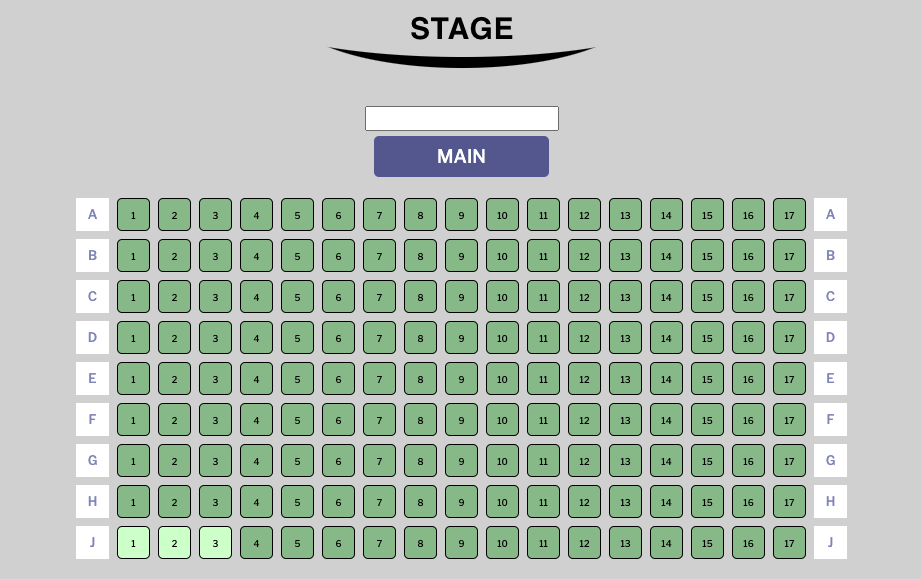 STAGE
MAIN
A 1 2 3 4 5 6 7 8 9 10 11 12 13 14 15 16 17 A
B 1 2 3 4 5 6 7 8 9 10 11 12 13 14 15 16 17 B
C 1 2 3 4 5 6 7 8 9 10 11 12 13 14 15 16 17 C
D 1 2 3 4 5 6 7 8 9 10 11 12 13 14 15 16 17 D
E 1 2 3 4 5 6 7 8 9 10 11 12 13 14 15 16 17 E
F 1 2 3 4 5 6 7 8 9 10 11 12 13 14 15 16 17 F
G 1 2 3 4 5 6 7 8 9 10 11 12 13 14 15 16 17 G
H 1 2 3 4 5 6 7 8 9 10 11 12 13 14 15 16 17 H
J 1 2 3 4 5 6 7 8 9 10 11 12 13 14 15 16 17 J